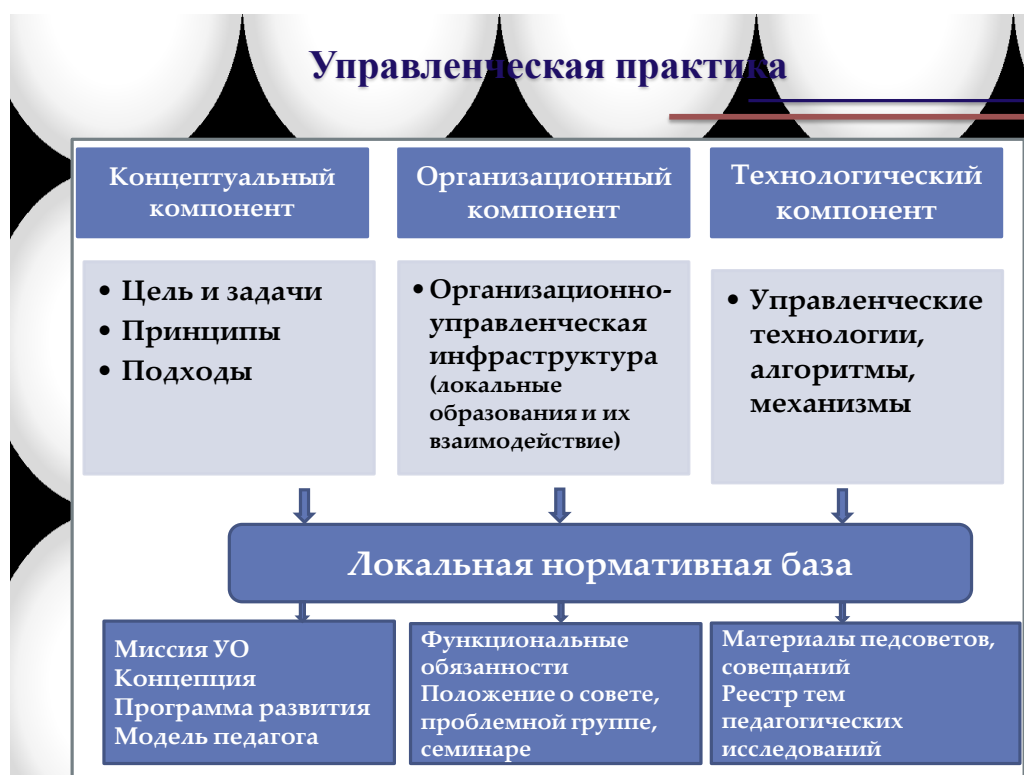 Управленческая практика
Концептуальный
компонент
Организационный
компонент
Технологический
компонент
• Цель и задачи
• Принципы
• Подходы
• Организационно-
управленческая
инфраструктура
(локальные
образования и их
взаимодействие)
• Управленческие
технологии,
алгоритмы,
механизмы
Локальная нормативная база
Миссия УО
Концепция
Программа развития
Модель педагога
Функциональные
обязанности
Положение о совете,
проблемной группе,
семинаре
Материалы педсоветов,
совещаний
Реестр тем
педагогических
исследований